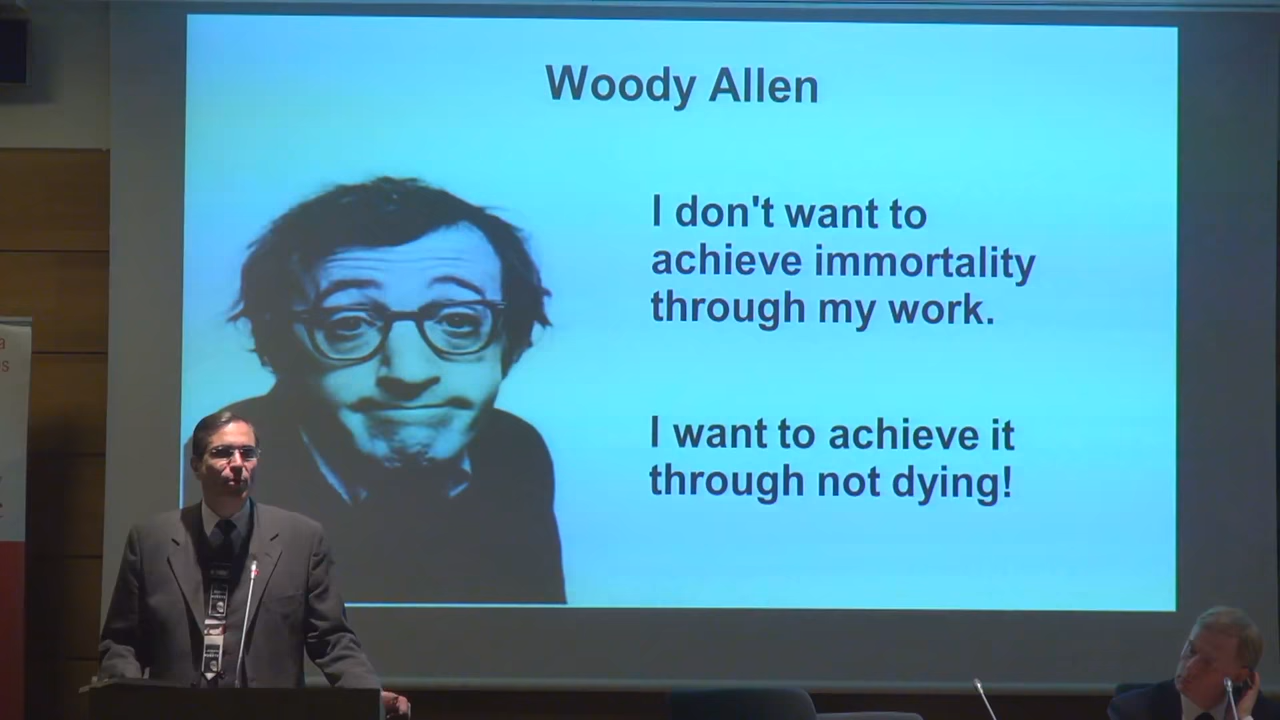 Woody Allen
I don't want to
achieve immortality
through my work.
I want to achieve it
through not dying!